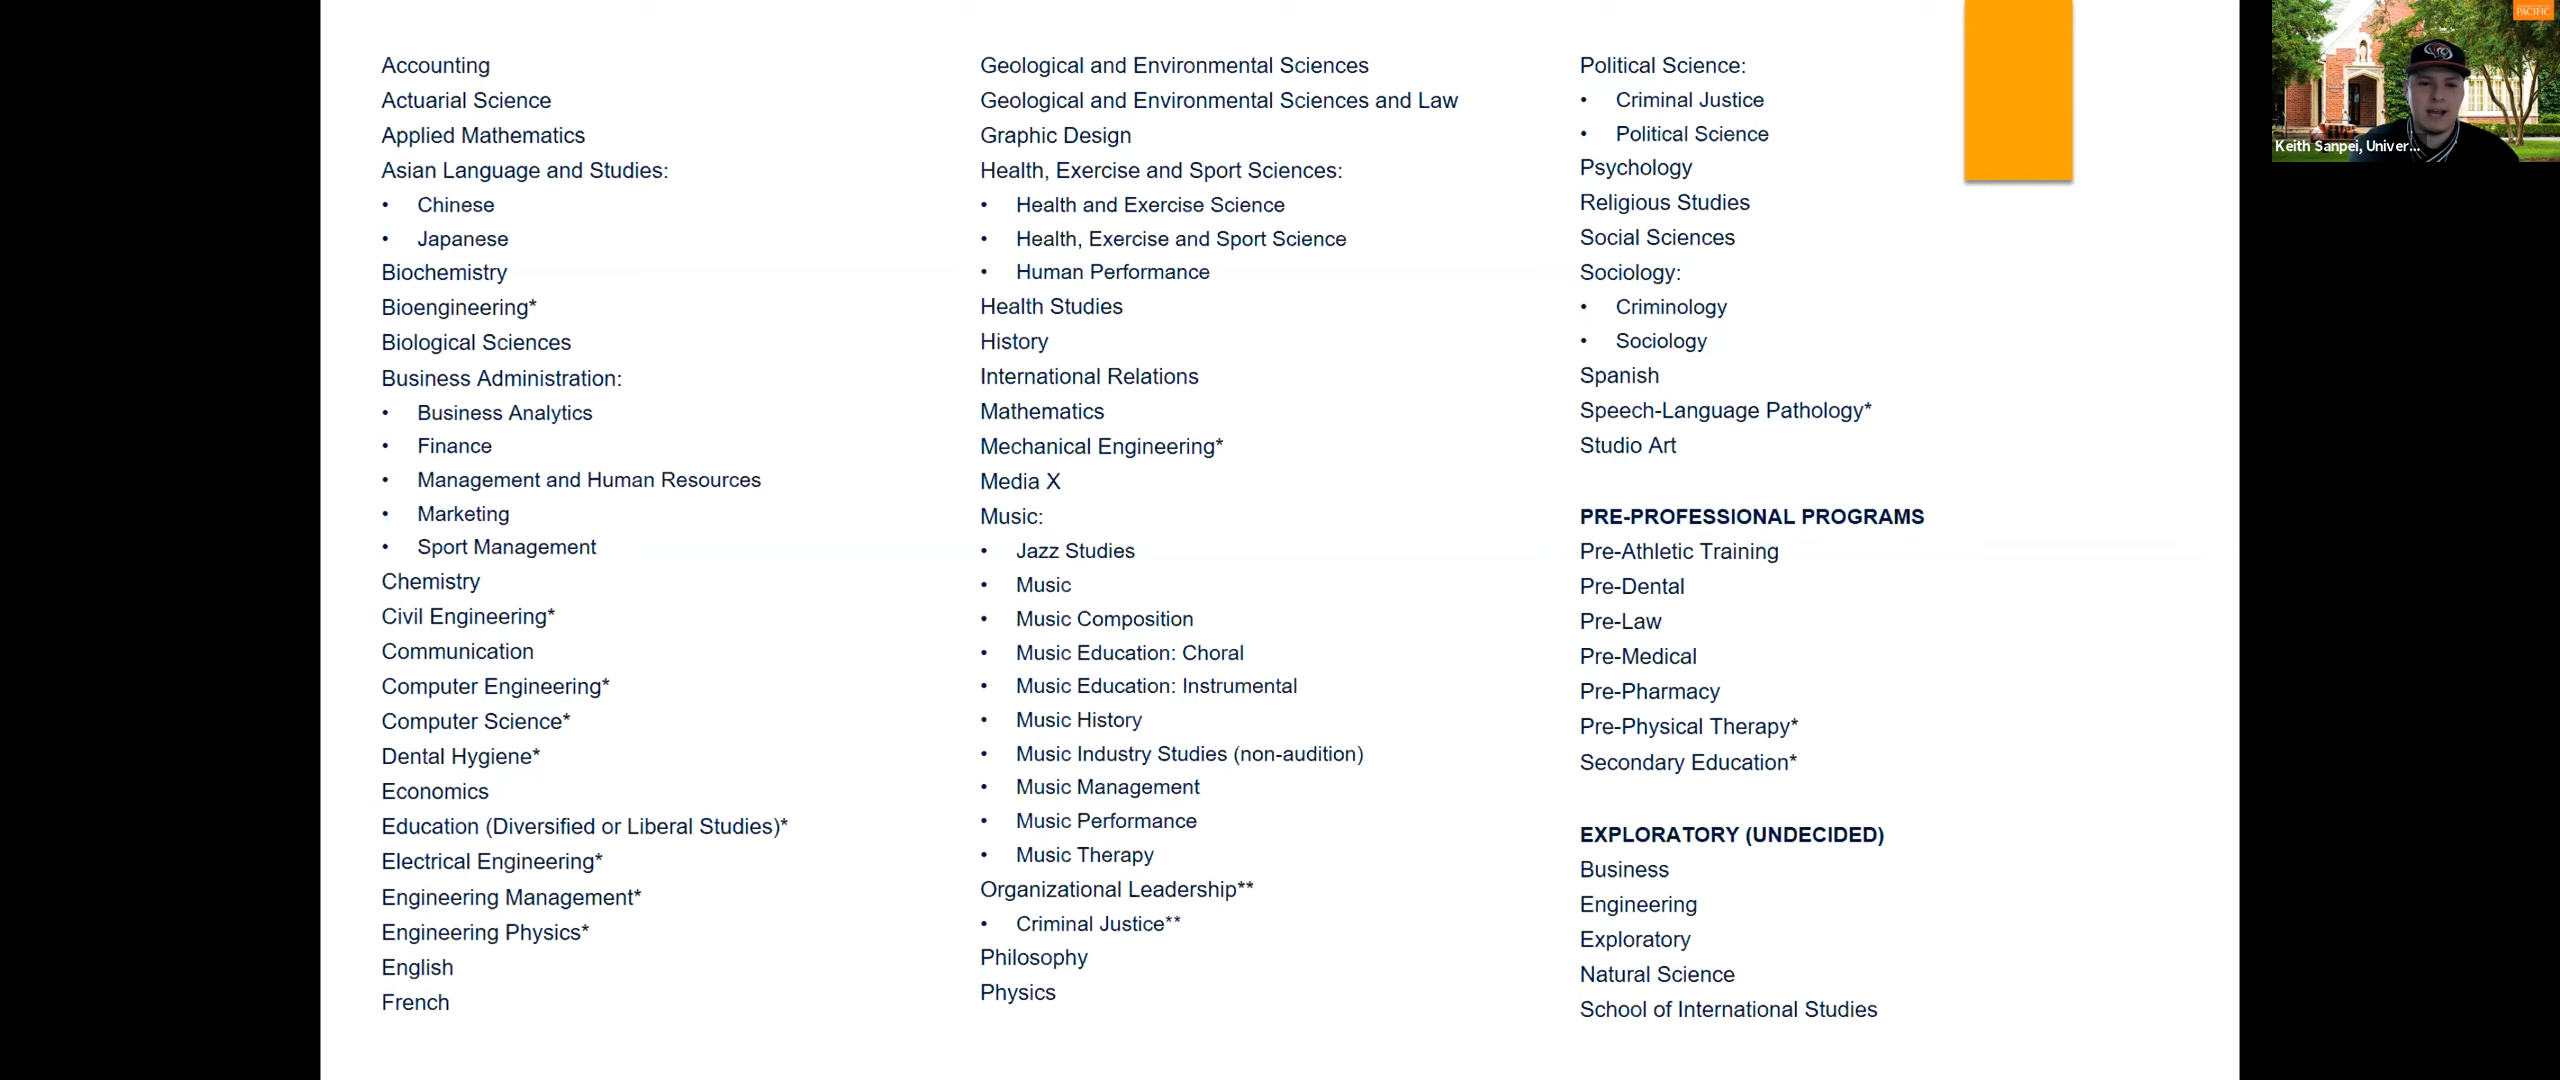 Accounting
Actuarial Science
Applied Mathematics
Asian Language and Studies:
• Chinese
• Japanese
Biochemistry
Bioengineering*
Biological Sciences
Business Administration:
• Business Analytics
• Finance
• Management and Human Resources
• Marketing
• Sport Management
Chemistry
Civil Engineering*
Communication
Computer Engineering*
Computer Science*
Dental Hygiene*
Economics
Education (Diversified or Liberal Studies)*
Electrical Engineering*
Engineering Management*
Engineering Physics*
English
French
Geological and Environmental Sciences
Geological and Environmental Sciences and Law
Graphic Design
Health, Exercise and Sport Sciences:
• Health and Exercise Science
• Health, Exercise and Sport Science
• Human Performance
Health Studies
History
International Relations
Mathematics
Mechanical Engineering*
Media X
Music:
• Jazz Studies
• Music
• Music Composition
• Music Education: Choral
• Music Education: Instrumental
• Music History
• Music Industry Studies (non-audition)
• Music Management
• Music Performance
• Music Therapy
Organizational Leadership**
• Criminal Justice**
Philosophy
Physics
Political Science:
• Criminal Justice
• Political Science
Psychology
Religious Studies
Social Sciences
Sociology:
• Criminology
• Sociology
Spanish
Speech-Language Pathology*
Studio Art
PRE-PROFESSIONAL PROGRAMS
Pre-Athletic Training
Pre-Dental
Pre-Law
Pre-Medical
Pre-Pharmacy
Pre-Physical Therapy*
Secondary Education*
EXPLORATORY (UNDECIDED)
Business
Engineering
Exploratory
Natural Science
School of International Studies
PACIFIC
Keith Sanpei, Univer...